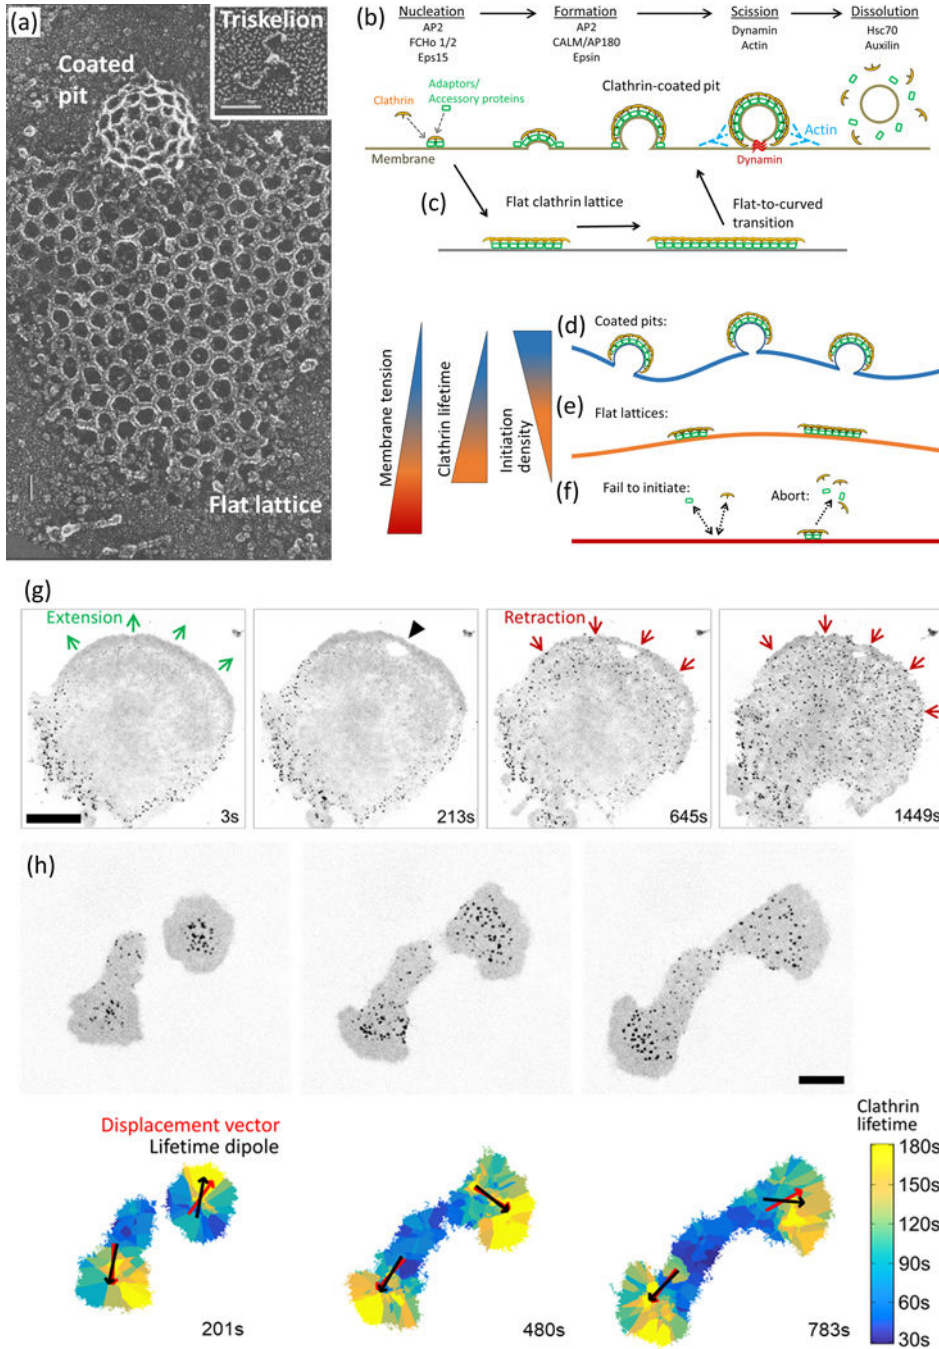 (a)
Triskelion
Coated
pit
Flat lattice
(b)
Nucleation
AP2
FCHo 1/2
Eps15
Formation
AP2
CALM/AP180
Epsin
Scission
Dynamin
Actin
Dissolution
Hsc70
Auxilin
Clathrin
Adaptors/
Accessory proteins
Clathrin-coated pit
Membrane
Actin
Dynamin
(c)
Flat clathrin lattice
Flat-to-curved
transition
Membrane tension
Clathrin lifetime
Initiation
density
(d)
Coated pits:
(e)
Flat lattices:
(f)
Fail to initiate:
Abort:
(g)
Extension
Retraction
3s
213s
645s
1449s
(h)
Displacement vector
Lifetime dipole
201s
480s
783s
Clathrin
lifetime
180s
150s
120s
90s
60s
30s